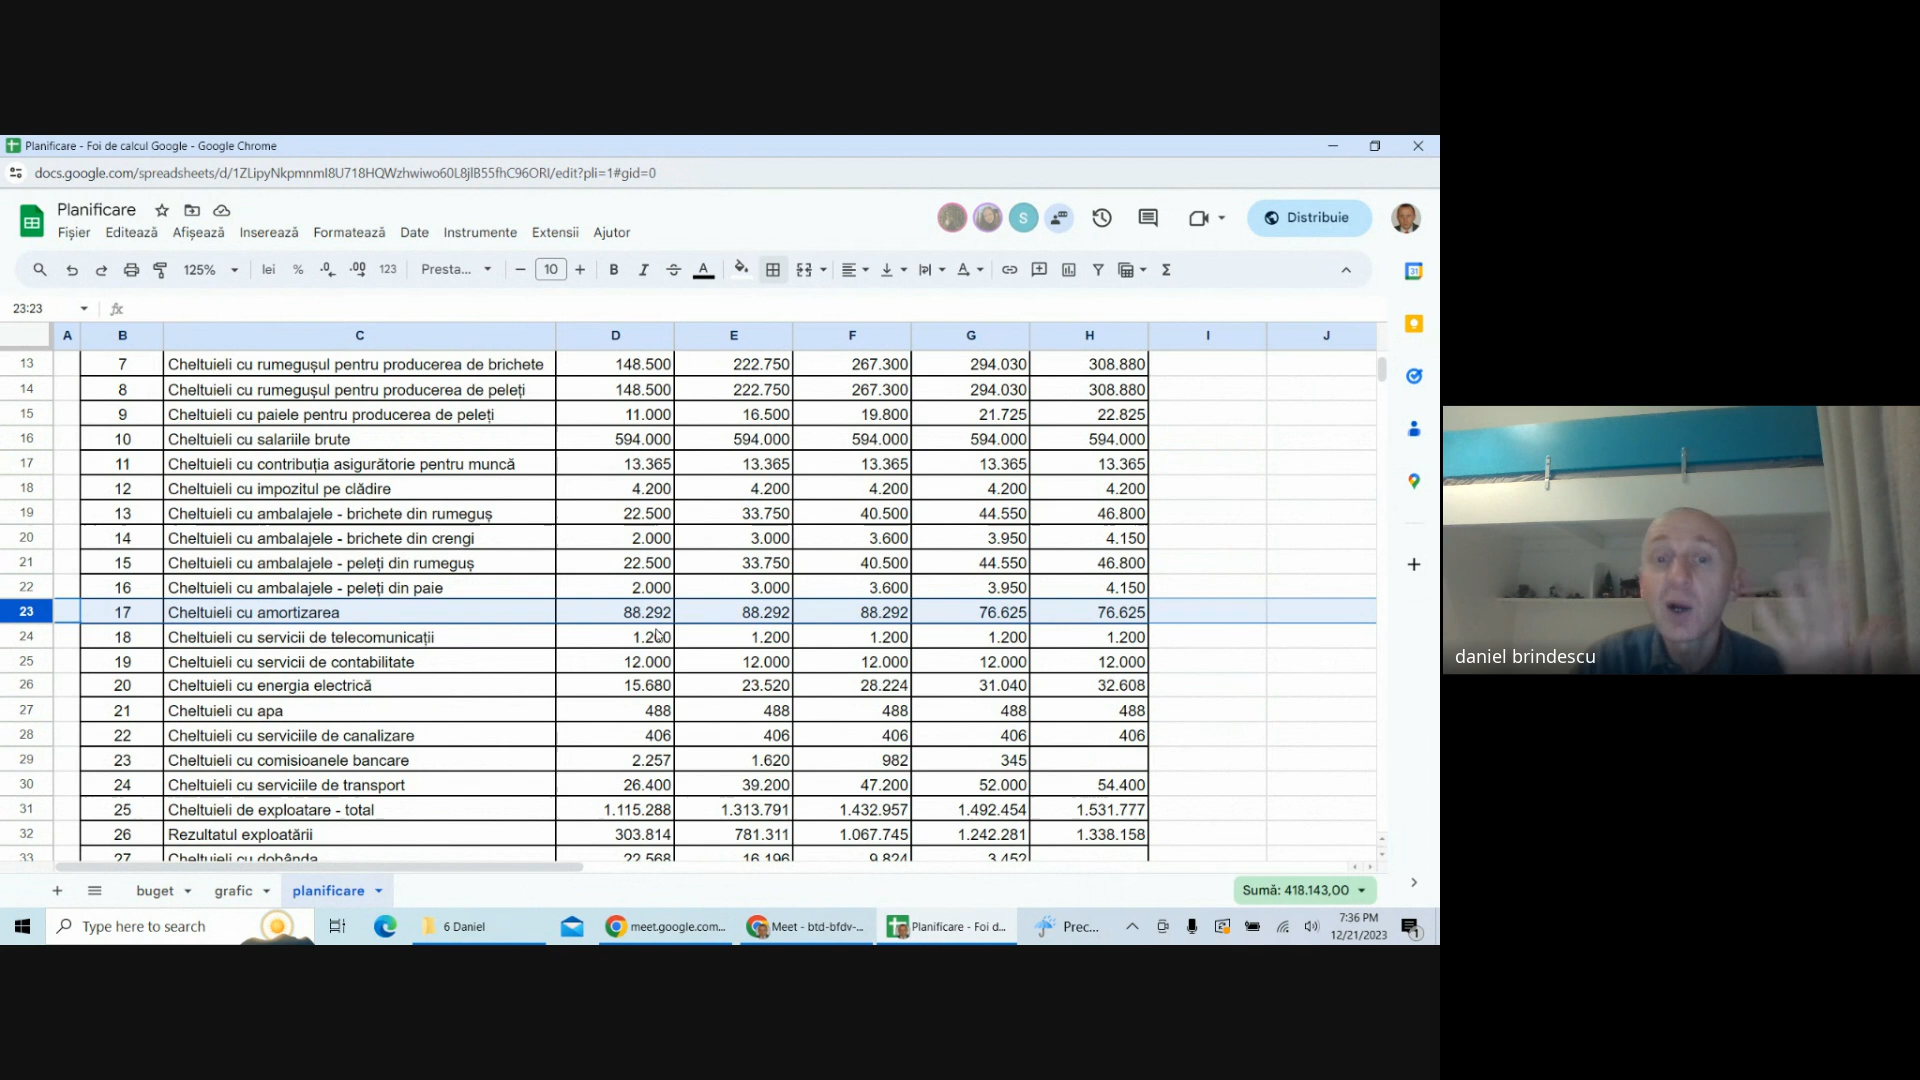 Planificare - Foi de calcul Google - Google Chrome
docs.google.com/spreadsheets/d/1ZLipyNkpmnmI8U718HQWzhwiwo60L8jlB55fhC96ORI/edit?pli=1#gid=0
Planificare
S
Distribuie
Fișier Editează Afișează Inserează Formatează Date Instrumente Extensii Ajutor
125% lei % .0 .00 123 Presta... 10 B I A
31
23:23 fx
A B C D E F G H I J
13 7 Cheltuieli cu rumegușul pentru producerea de brichete 148.500 222.750 267.300 294.030 308.880
14 8 Cheltuieli cu rumegușul pentru producerea de peleți 148.500 222.750 267.300 294.030 308.880
15 9 Cheltuieli cu paiele pentru producerea de peleți 11.000 16.500 19.800 21.725 22.825
16 10 Cheltuieli cu salariile brute 594.000 594.000 594.000 594.000 594.000
17 11 Cheltuieli cu contribuția asigurătorie pentru muncă 13.365 13.365 13.365 13.365 13.365
18 12 Cheltuieli cu impozitul pe clădire 4.200 4.200 4.200 4.200 4.200
19 13 Cheltuieli cu ambalajele - brichete din rumeguș 22.500 33.750 40.500 44.550 46.800
20 14 Cheltuieli cu ambalajele - brichete din crengi 2.000 3.000 3.600 3.950 4.150
21 15 Cheltuieli cu ambalajele - peleți din rumeguș 22.500 33.750 40.500 44.550 46.800
22 16 Cheltuieli cu ambalajele - peleți din paie 2.000 3.000 3.600 3.950 4.150
23 17 Cheltuieli cu amortizarea 88.292 88.292 88.292 76.625 76.625
24 18 Cheltuieli cu servicii de telecomunicații 1.200 1.200 1.200 1.200 1.200
25 19 Cheltuieli cu servicii de contabilitate 12.000 12.000 12.000 12.000 12.000
26 20 Cheltuieli cu energia electrică 15.680 23.520 28.224 31.040 32.608
27 21 Cheltuieli cu apa 488 488 488 488 488
28 22 Cheltuieli cu serviciile de canalizare 406 406 406 406 406
29 23 Cheltuieli cu comisioanele bancare 2.257 1.620 982 345
30 24 Cheltuieli cu serviciile de transport 26.400 39.200 47.200 52.000 54.400
31 25 Cheltuieli de exploatare - total 1.115.288 1.313.791 1.432.957 1.492.454 1.531.777
32 26 Rezultatul exploatării 303.814 781.311 1.067.745 1.242.281 1.338.158
33 27 Cheltuieli cu dobânda 22.568 16.196 9.824 3.452
buget grafic planificare
Sumă: 418.143,00
Type here to search
6 Daniel
meet.google.com...
Meet - btd-bfdv-...
Planificare - Foi d...
Prec...
7:36 PM
12/21/2023
1
daniel brindescu